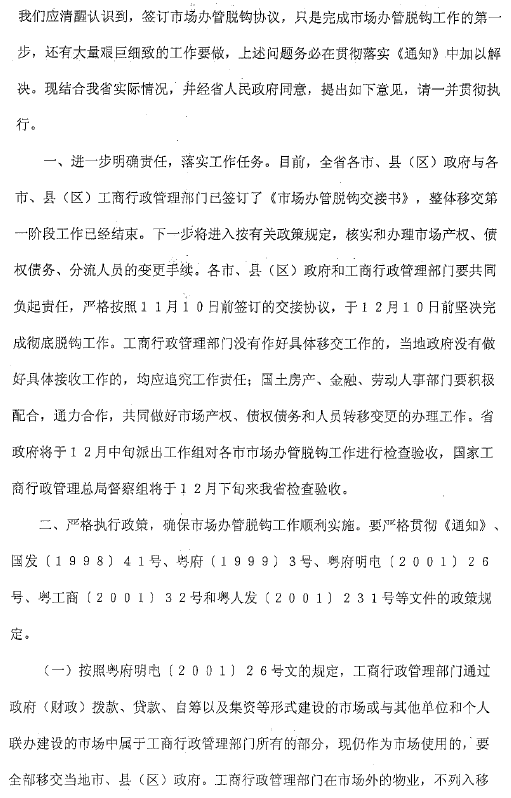 我们应清醒认识到，签订市场办管脱钩协议，只是完成市场办管脱钩工作的第一
步，还有大量艰巨细致的工作要做，上述问题务必在贯彻落实《通知》中加以解
决。现结合我省实际情况，并经省人民政府同意，提出如下意见，请一并贯彻执
行。
一、进一步明确责任，落实工作任务。目前，全省各市、县（区）政府与各
市、县（区）工商行政管理部门已签订了《市场办管脱钩交接书》，整体移交第
一阶段工作已经结束。下一步将进入按有关政策规定，核实和办理市场产权、债
权债务、分流人员的变更手续。各市、县（区）政府和工商行政管理部门要共同
负起责任，严格按照１１月１０日前签订的交接协议，于１２月１０日前坚决完
成彻底脱钩工作。工商行政管理部门没有作好具体移交工作的，当地政府没有做
好具体接收工作的，均应追究工作责任；国土房产、金融、劳动人事部门要积极
配合，通力合作，共同做好市场产权、债权债务和人员转移变更的办理工作。省
政府将于１２月中旬派出工作组对各市市场办管脱钩工作进行检查验收，国家工
商行政管理总局督察组将于１２月下旬来我省检查验收。
二、严格执行政策，确保市场办管脱钩工作顺利实施。要严格贯彻《通知》、
国发〔１９９８〕４１号、粤府〔１９９９〕３号、粤府明电〔２００１〕２６
号、粤工商〔２００１〕３２号和粤人发〔２００１〕２３１号等文件的政策规
定。
（一）按照粤府明电〔２００１〕２６号文的规定，工商行政管理部门通过
政府（财政）拨款、贷款、自筹以及集资等形式建设的市场或与其他单位和个人
联办建设的市场中属于工商行政管理部门所有的部分，现仍作为市场使用的，要
全部移交当地市、县（区）政府。工商行政管理部门在市场外的物业，不列入移